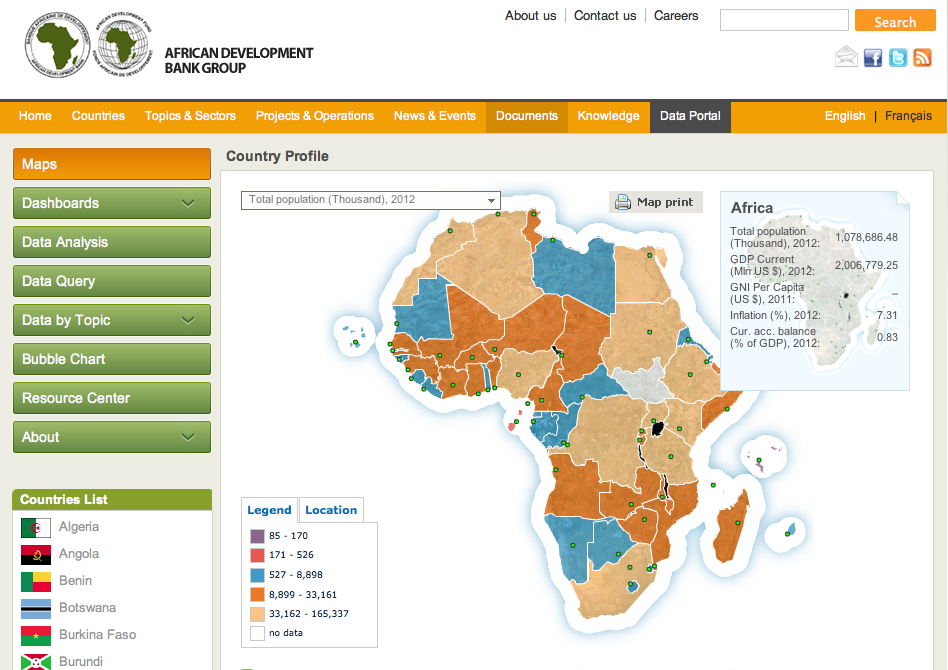 About us | Contact us | Careers
Search
AFRICAN DEVELOPMENT
BANK GROUP
Home Countries Topics & Sectors Projects & Operations News & Events Documents Knowledge Data Portal English | Français
Maps
Dashboards
Data Analysis
Data Query
Data by Topic
Bubble Chart
Resource Center
About
Countries List
Algeria
Angola
Benin
Botswana
Burkina Faso
Burundi
Country Profile
Total population (Thousand), 2012
Map print
Africa
Total population
(Thousand), 2012: 1,078,686.48
GDP Current
(Mln US $), 2012: 2,006,779.25
GNI Per Capita
(US $), 2011: –
Inflation (%), 2012: 7.31
Cur. acc. balance
(% of GDP), 2012: 0.83
Legend Location
85 - 170
171 - 526
527 - 8,898
8,899 - 33,161
33,162 - 165,337
no data